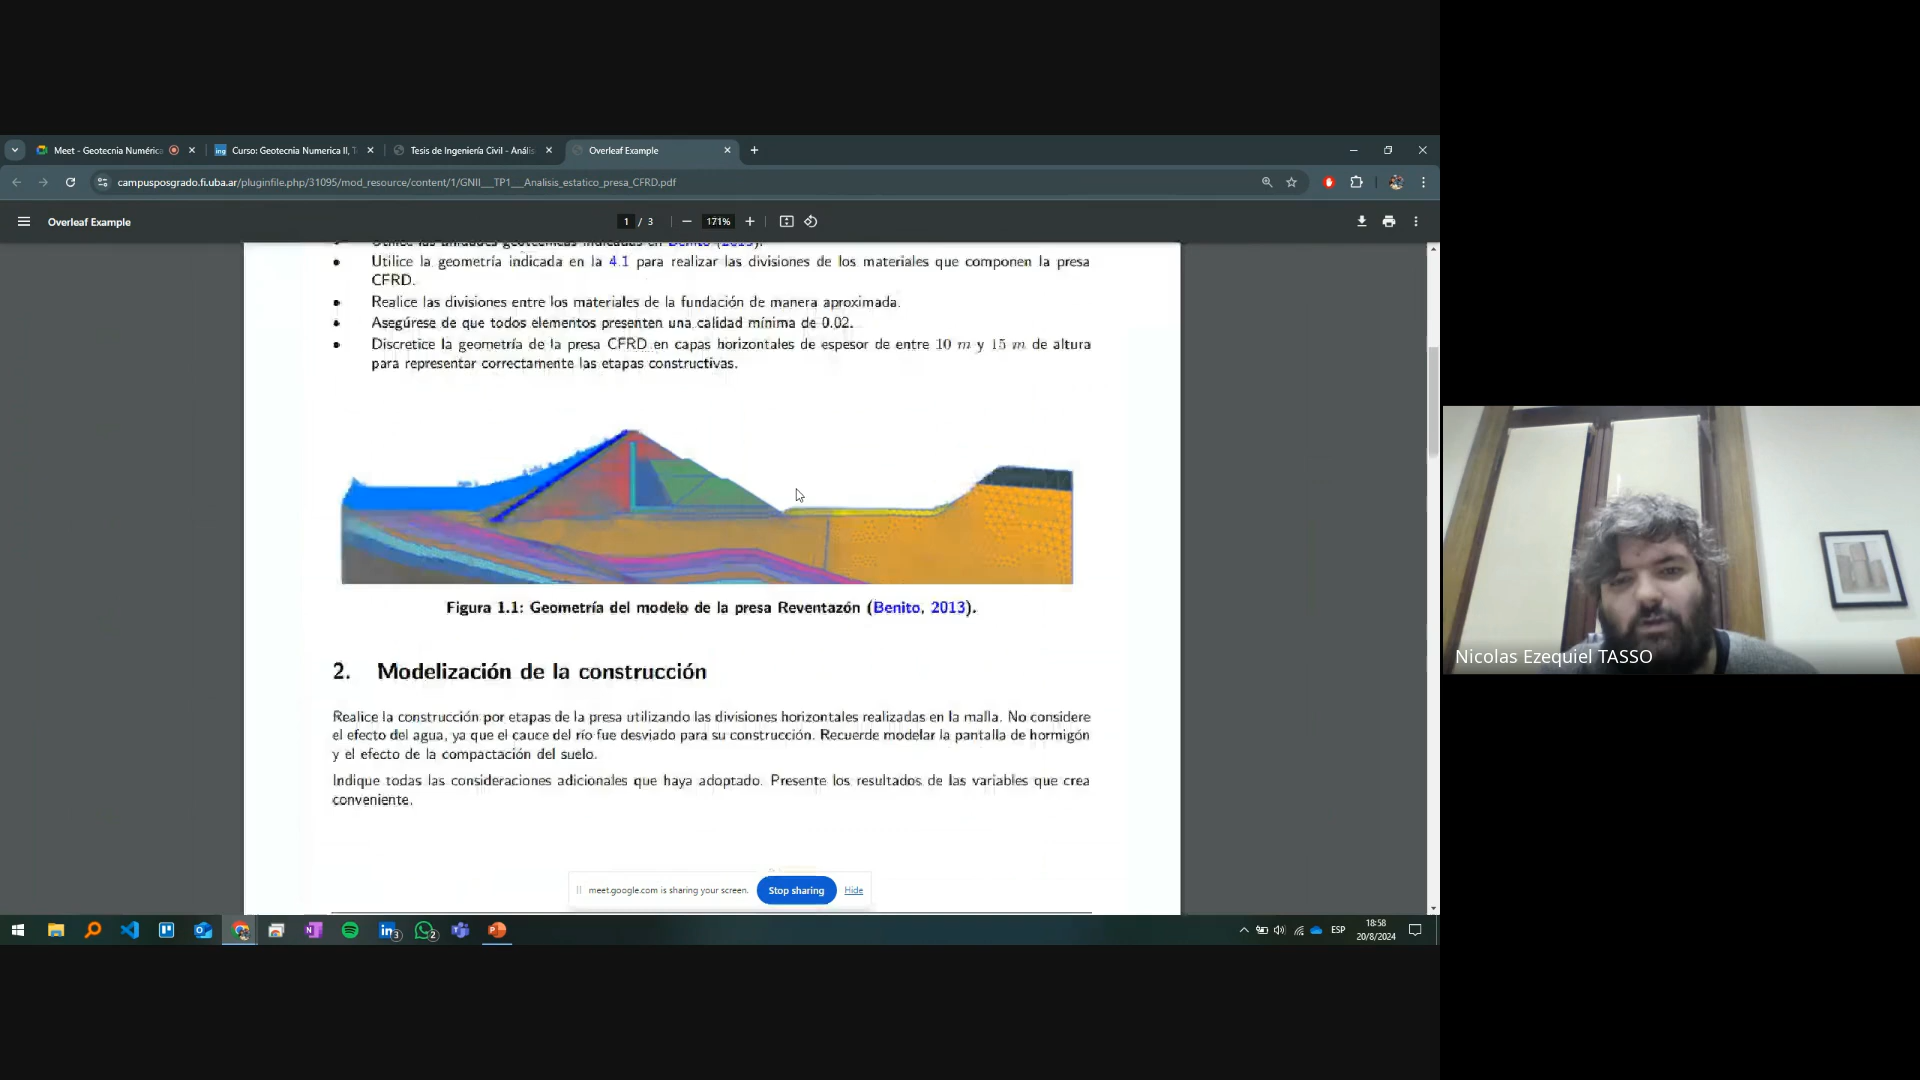 Meet - Geotecnia Numéric
Curso: Geotecnia Numerica II, T
Tesis de Ingeniería Civil - Anális
Overleaf Example
campusposgrado.fi.uba.ar/pluginfile.php/31095/mod_resource/content/1/GNII___TP1___Analisis_estatico_presa_CFRD.pdf
Overleaf Example
1 / 3
171%
Utilice las unidades geotécnicas indicadas en Benito (2013).
• Utilice la geometría indicada en la 4.1 para realizar las divisiones de los materiales que componen la presa
CFRD.
• Realice las divisiones entre los materiales de la fundación de manera aproximada.
• Asegúrese de que todos elementos presenten una calidad mínima de 0.02.
• Discretice la geometría de la presa CFRD en capas horizontales de espesor de entre 10 m y 15 m de altura
para representar correctamente las etapas constructivas.
Figura 1.1: Geometría del modelo de la presa Reventazón (Benito, 2013).
2. Modelización de la construcción
Realice la construcción por etapas de la presa utilizando las divisiones horizontales realizadas en la malla. No considere
el efecto del agua, ya que el cauce del río fue desviado para su construcción. Recuerde modelar la pantalla de hormigón
y el efecto de la compactación del suelo.
Indique todas las consideraciones adicionales que haya adoptado. Presente los resultados de las variables que crea
conveniente.
meet.google.com is sharing your screen.
Stop sharing
Hide
ESP
18:58
20/8/2024
Nicolas Ezequiel TASSO